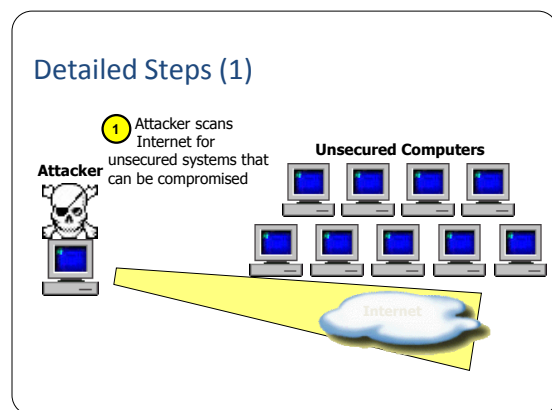 Detailed Steps (1)
1 Attacker scans
Internet for
unsecured systems that
can be compromised
Attacker
Unsecured Computers
Internet